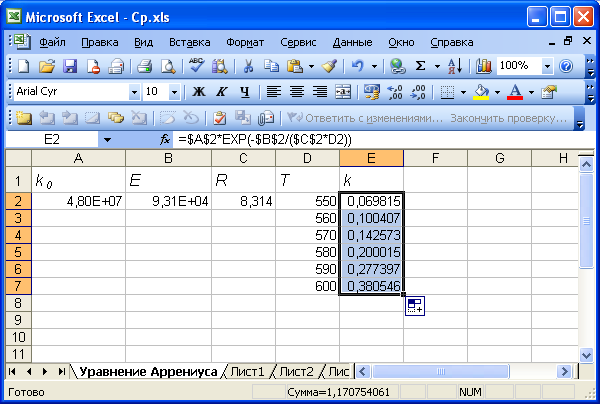 Microsoft Excel - Cp.xls
Файл Правка Вид Вставка Формат Сервис Данные Окно Справка
100%
Arial Cyr 10 Ж К Ч
Ответить с изменениями... Закончить проверку...
E2 fx =$A$2*EXP(-$B$2/($C$2*D2))
A B C D E F G H
1 k0 E R T k
2 4,80E+07 9,31E+04 8,314 550 0,069815
3 560 0,100407
4 570 0,142573
5 580 0,200015
6 590 0,277397
7 600 0,380546
8
9
10
11
Уравнение Аррениуса Лист1 Лист2 Лис
Готово Сумма=1,170754061 NUM